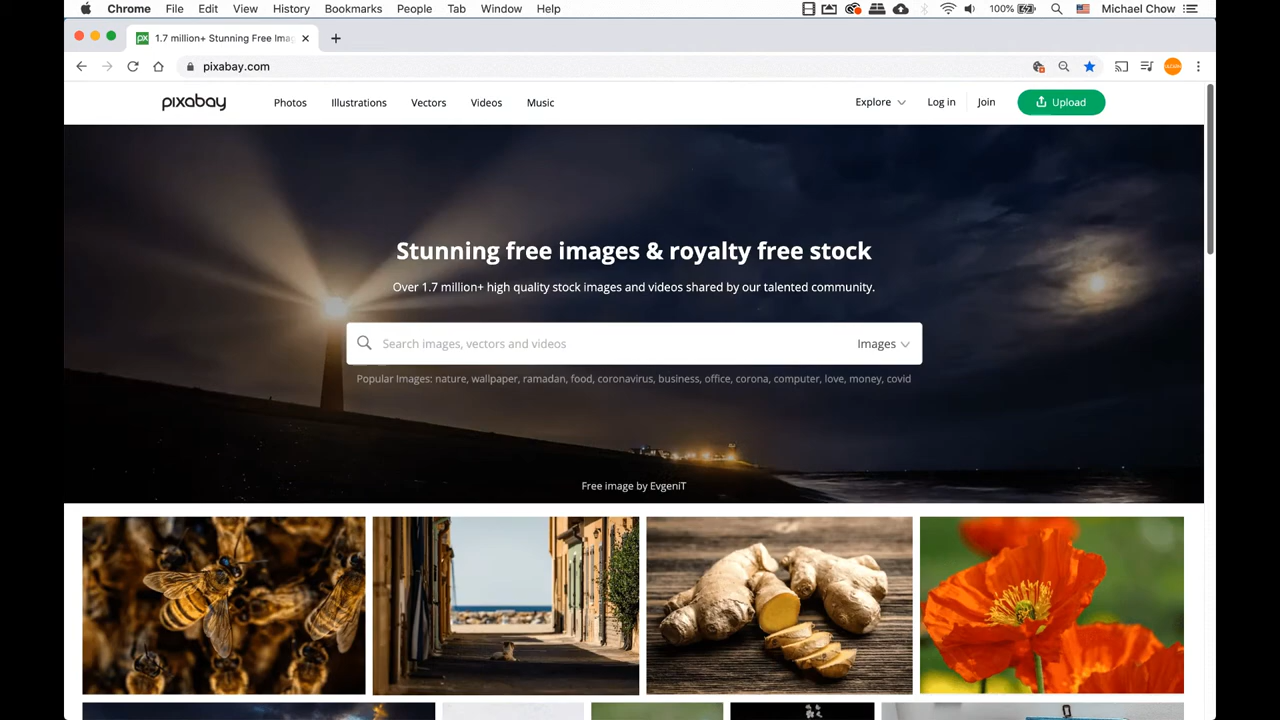 Chrome File Edit View History Bookmarks People Tab Window Help 100% Michael Chow
px 1.7 million+ Stunning Free Imag
pixabay.com
pixabay Photos Illustrations Vectors Videos Music Explore Log in Join Upload
Stunning free images & royalty free stock
Over 1.7 million+ high quality stock images and videos shared by our talented community.
Search images, vectors and videos Images
Popular Images: nature, wallpaper, ramadan, food, coronavirus, business, office, corona, computer, love, money, covid
Free image by EvgeniT